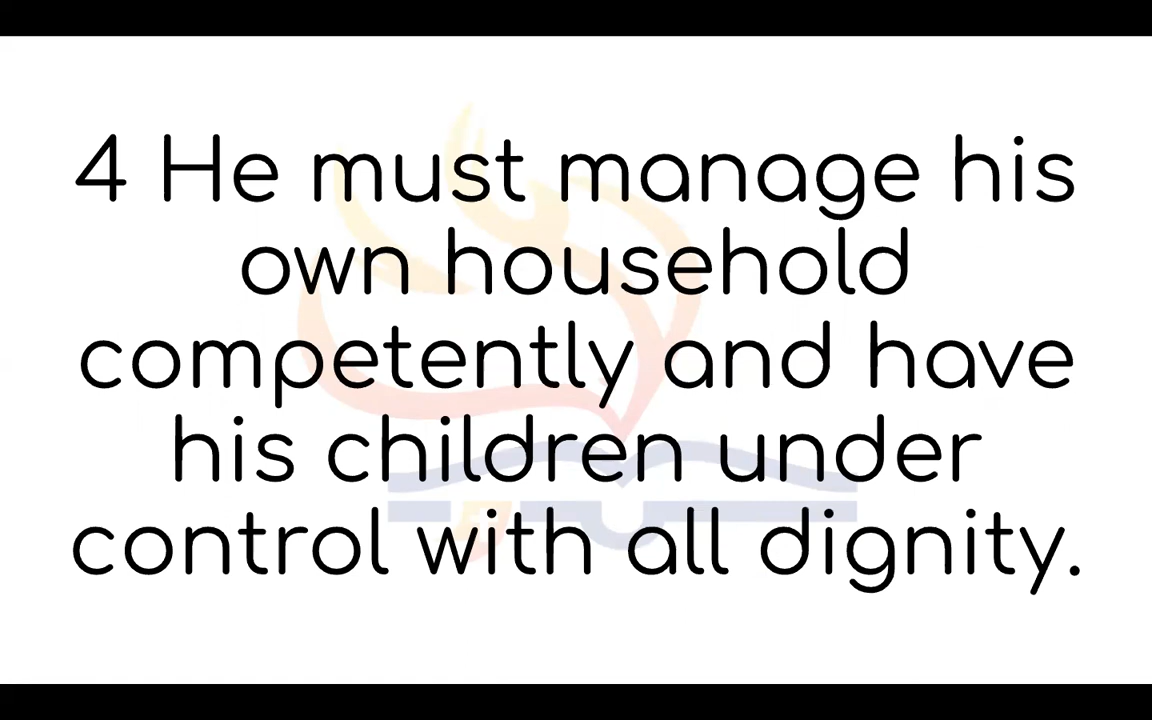 4 He must manage his
own household
competently and have
his children under
control with all dignity.